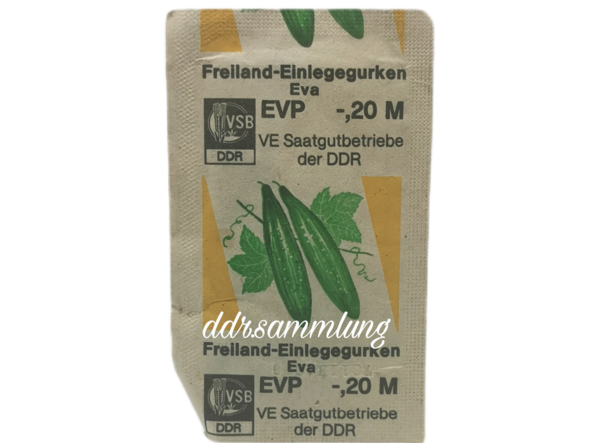 Freiland-Einlegegurken
Eva
VSB
DDR
EVP -,20 M
VE Saatgutbetriebe
der DDR
ddrsammlung
Freiland-Einlegegurken
Eva
VSB
DDR
EVP -,20 M
VE Saatgutbetriebe
der DDR